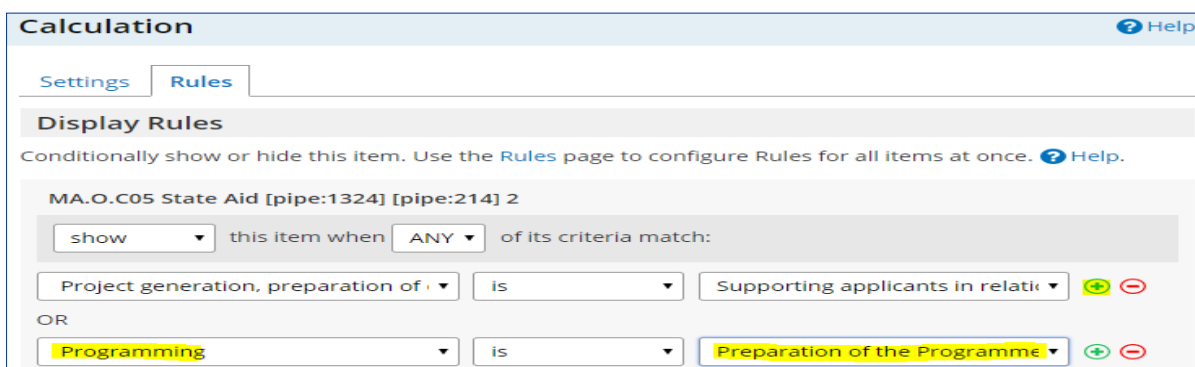 Calculation
Help
Settings Rules
Display Rules
Conditionally show or hide this item. Use the Rules page to configure Rules for all items at once. Help.
MA.O.C05 State Aid [pipe:1324] [pipe:214] 2
show this item when ANY of its criteria match:
Project generation, preparation of is Supporting applicants in relati
OR
Programming is Preparation of the Programme